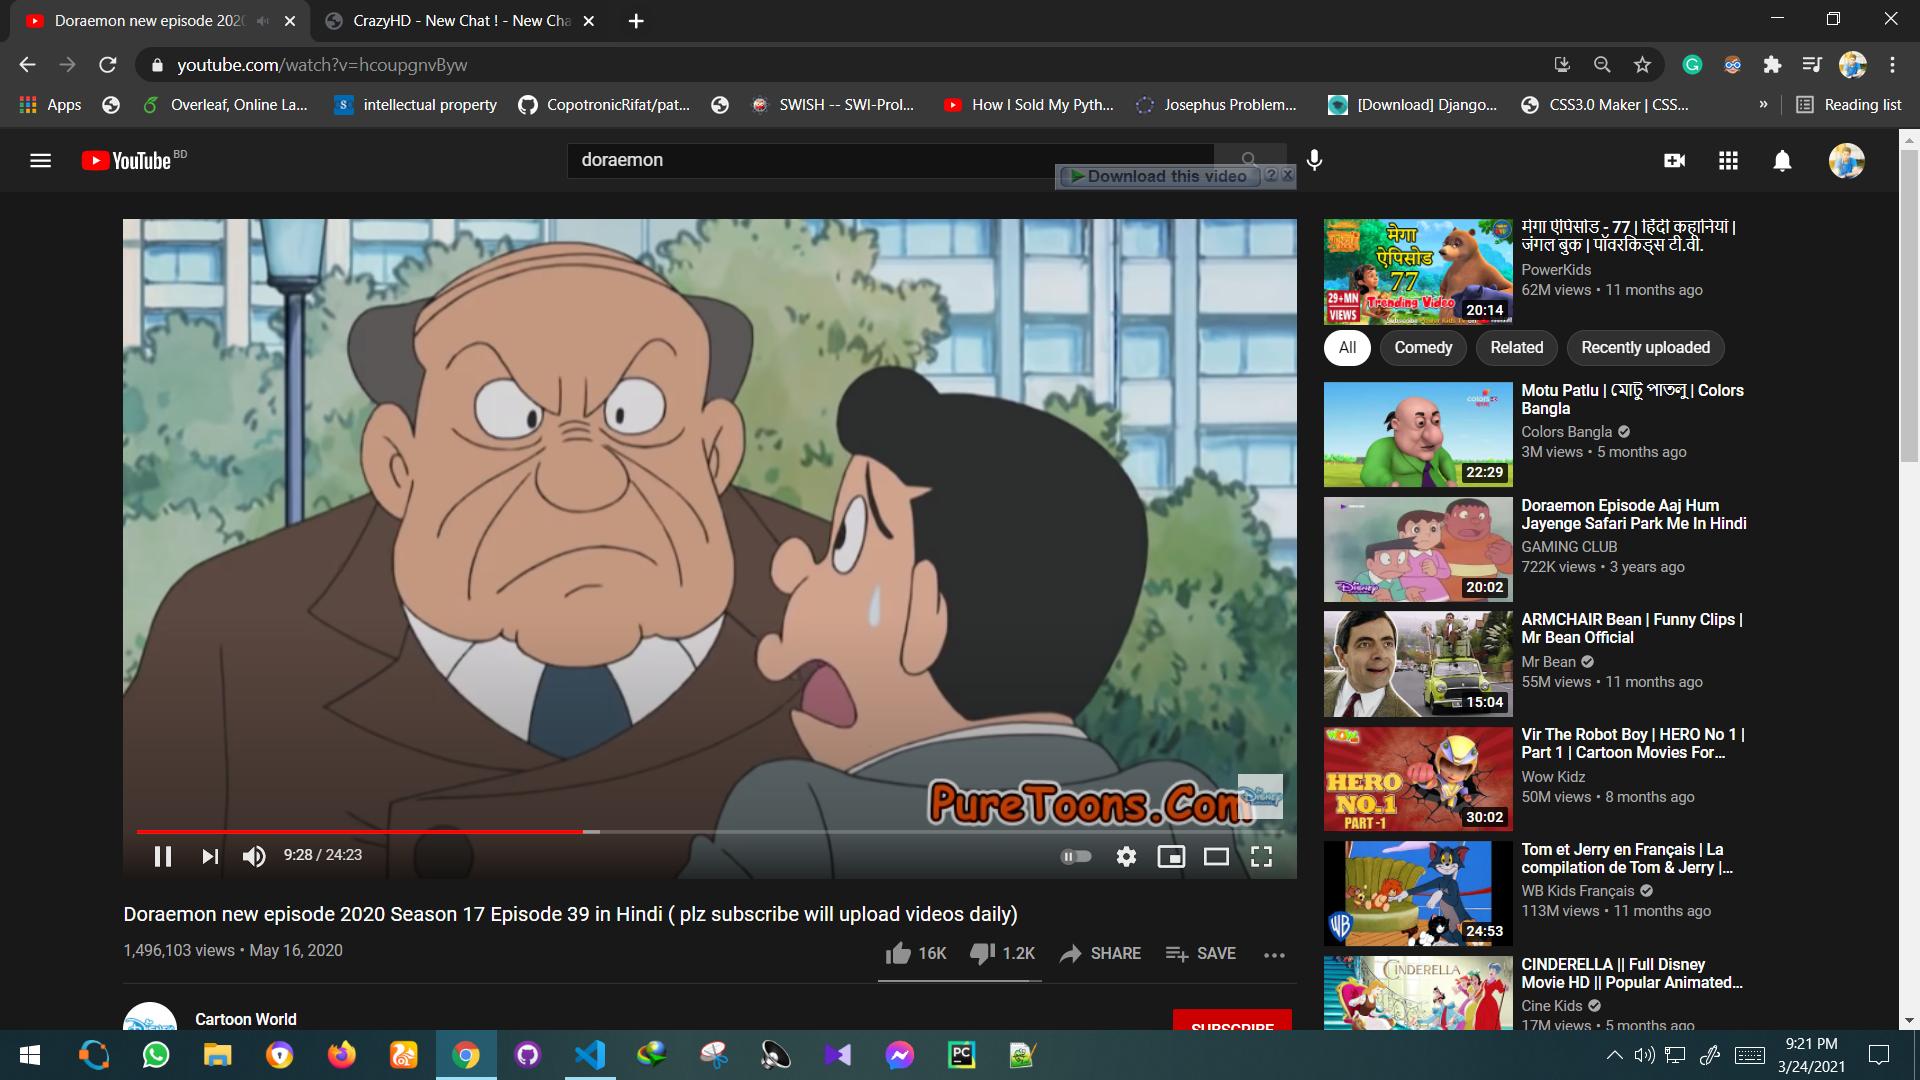 Doraemon new episode 202
CrazyHD - New Chat ! - New Cha
youtube.com/watch?v=hcoupgnvByw
Apps
Overleaf, Online La...
intellectual property
CopotronicRifat/pat...
SWISH -- SWI-Prol...
How I Sold My Pyth...
Josephus Problem...
[Download] Django...
CSS3.0 Maker | CSS...
»
Reading list
YouTube BD
doraemon
Download this video
PureToons.Com
9:28 / 24:23
Doraemon new episode 2020 Season 17 Episode 39 in Hindi ( plz subscribe will upload videos daily)
1,496,103 views • May 16, 2020
16K
1.2K
SHARE
SAVE
Cartoon World
SUBSCRIBE
मेगा
ऐपिसोड
77
29+MN
VIEWS
Trending Video
20:14
मेगा ऐपिसोड - 77 | हिंदी कहानियां |
जंगल बुक | पॉवरकिड्स टी.वी.
PowerKids
62M views • 11 months ago
All
Comedy
Related
Recently uploaded
22:29
Motu Patlu | মোটু পাতলু | Colors
Bangla
Colors Bangla
3M views • 5 months ago
20:02
Doraemon Episode Aaj Hum
Jayenge Safari Park Me In Hindi
GAMING CLUB
722K views • 3 years ago
15:04
ARMCHAIR Bean | Funny Clips |
Mr Bean Official
Mr Bean
55M views • 11 months ago
HERO
NO.1
PART -1
30:02
Vir The Robot Boy | HERO No 1 |
Part 1 | Cartoon Movies For...
Wow Kidz
50M views • 8 months ago
WB
24:53
Tom et Jerry en Français | La
compilation de Tom & Jerry |...
WB Kids Français
113M views • 11 months ago
CINDERELLA
CINDERELLA || Full Disney
Movie HD || Popular Animated...
Cine Kids
17M views • 5 months ago
PC
9:21 PM
3/24/2021